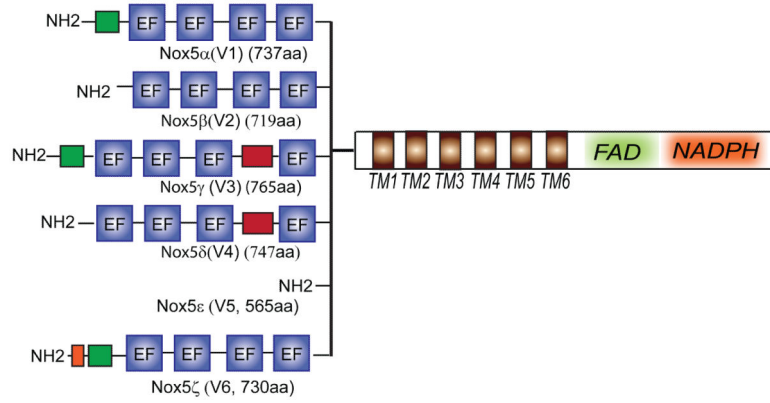 NH2 EF EF EF EF
Nox5α(V1) (737aa)
NH2 EF EF EF EF
Nox5β(V2) (719aa)
NH2 EF EF EF EF
Nox5γ (V3) (765aa)
NH2 EF EF EF EF
Nox5δ(V4) (747aa)
NH2
Nox5ε (V5, 565aa)
NH2 EF EF EF EF
Nox5ζ (V6, 730aa)
FAD NADPH
TM1 TM2 TM3 TM4 TM5 TM6